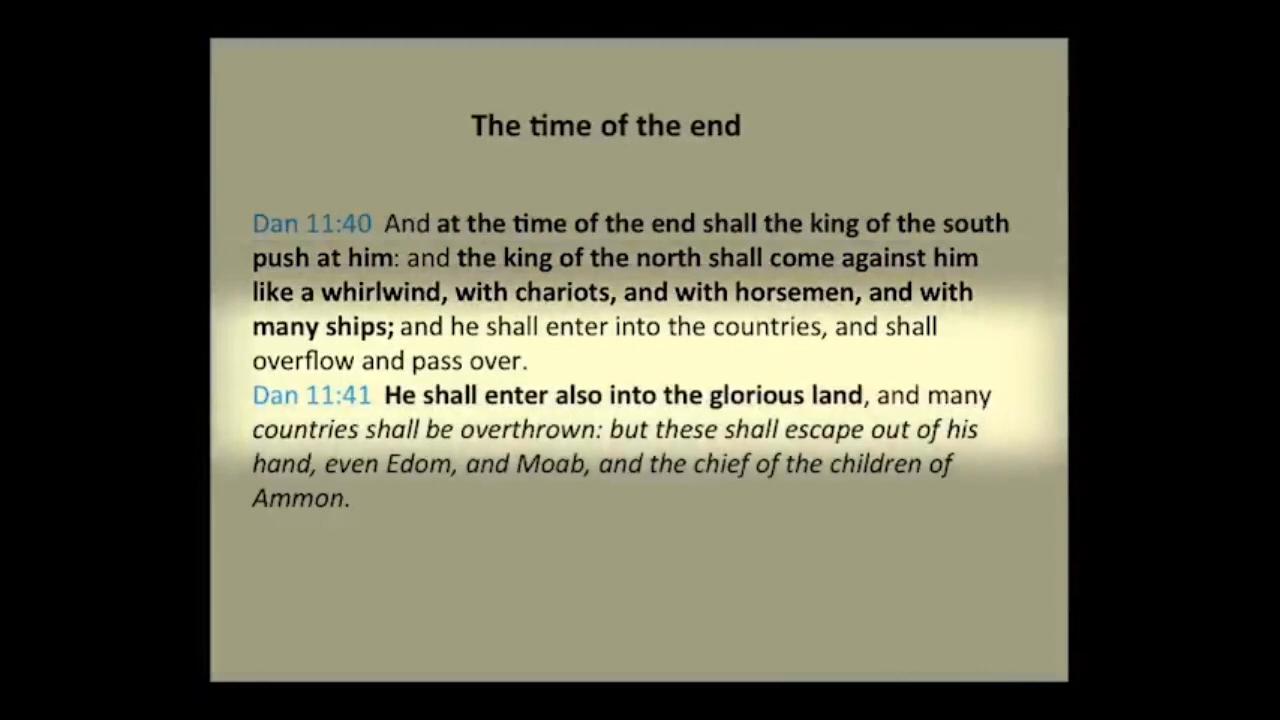 The time of the end
Dan 11:40 And at the time of the end shall the king of the south
push at him: and the king of the north shall come against him
like a whirlwind, with chariots, and with horsemen, and with
many ships; and he shall enter into the countries, and shall
overflow and pass over.
Dan 11:41 He shall enter also into the glorious land, and many
countries shall be overthrown: but these shall escape out of his
hand, even Edom, and Moab, and the chief of the children of
Ammon.